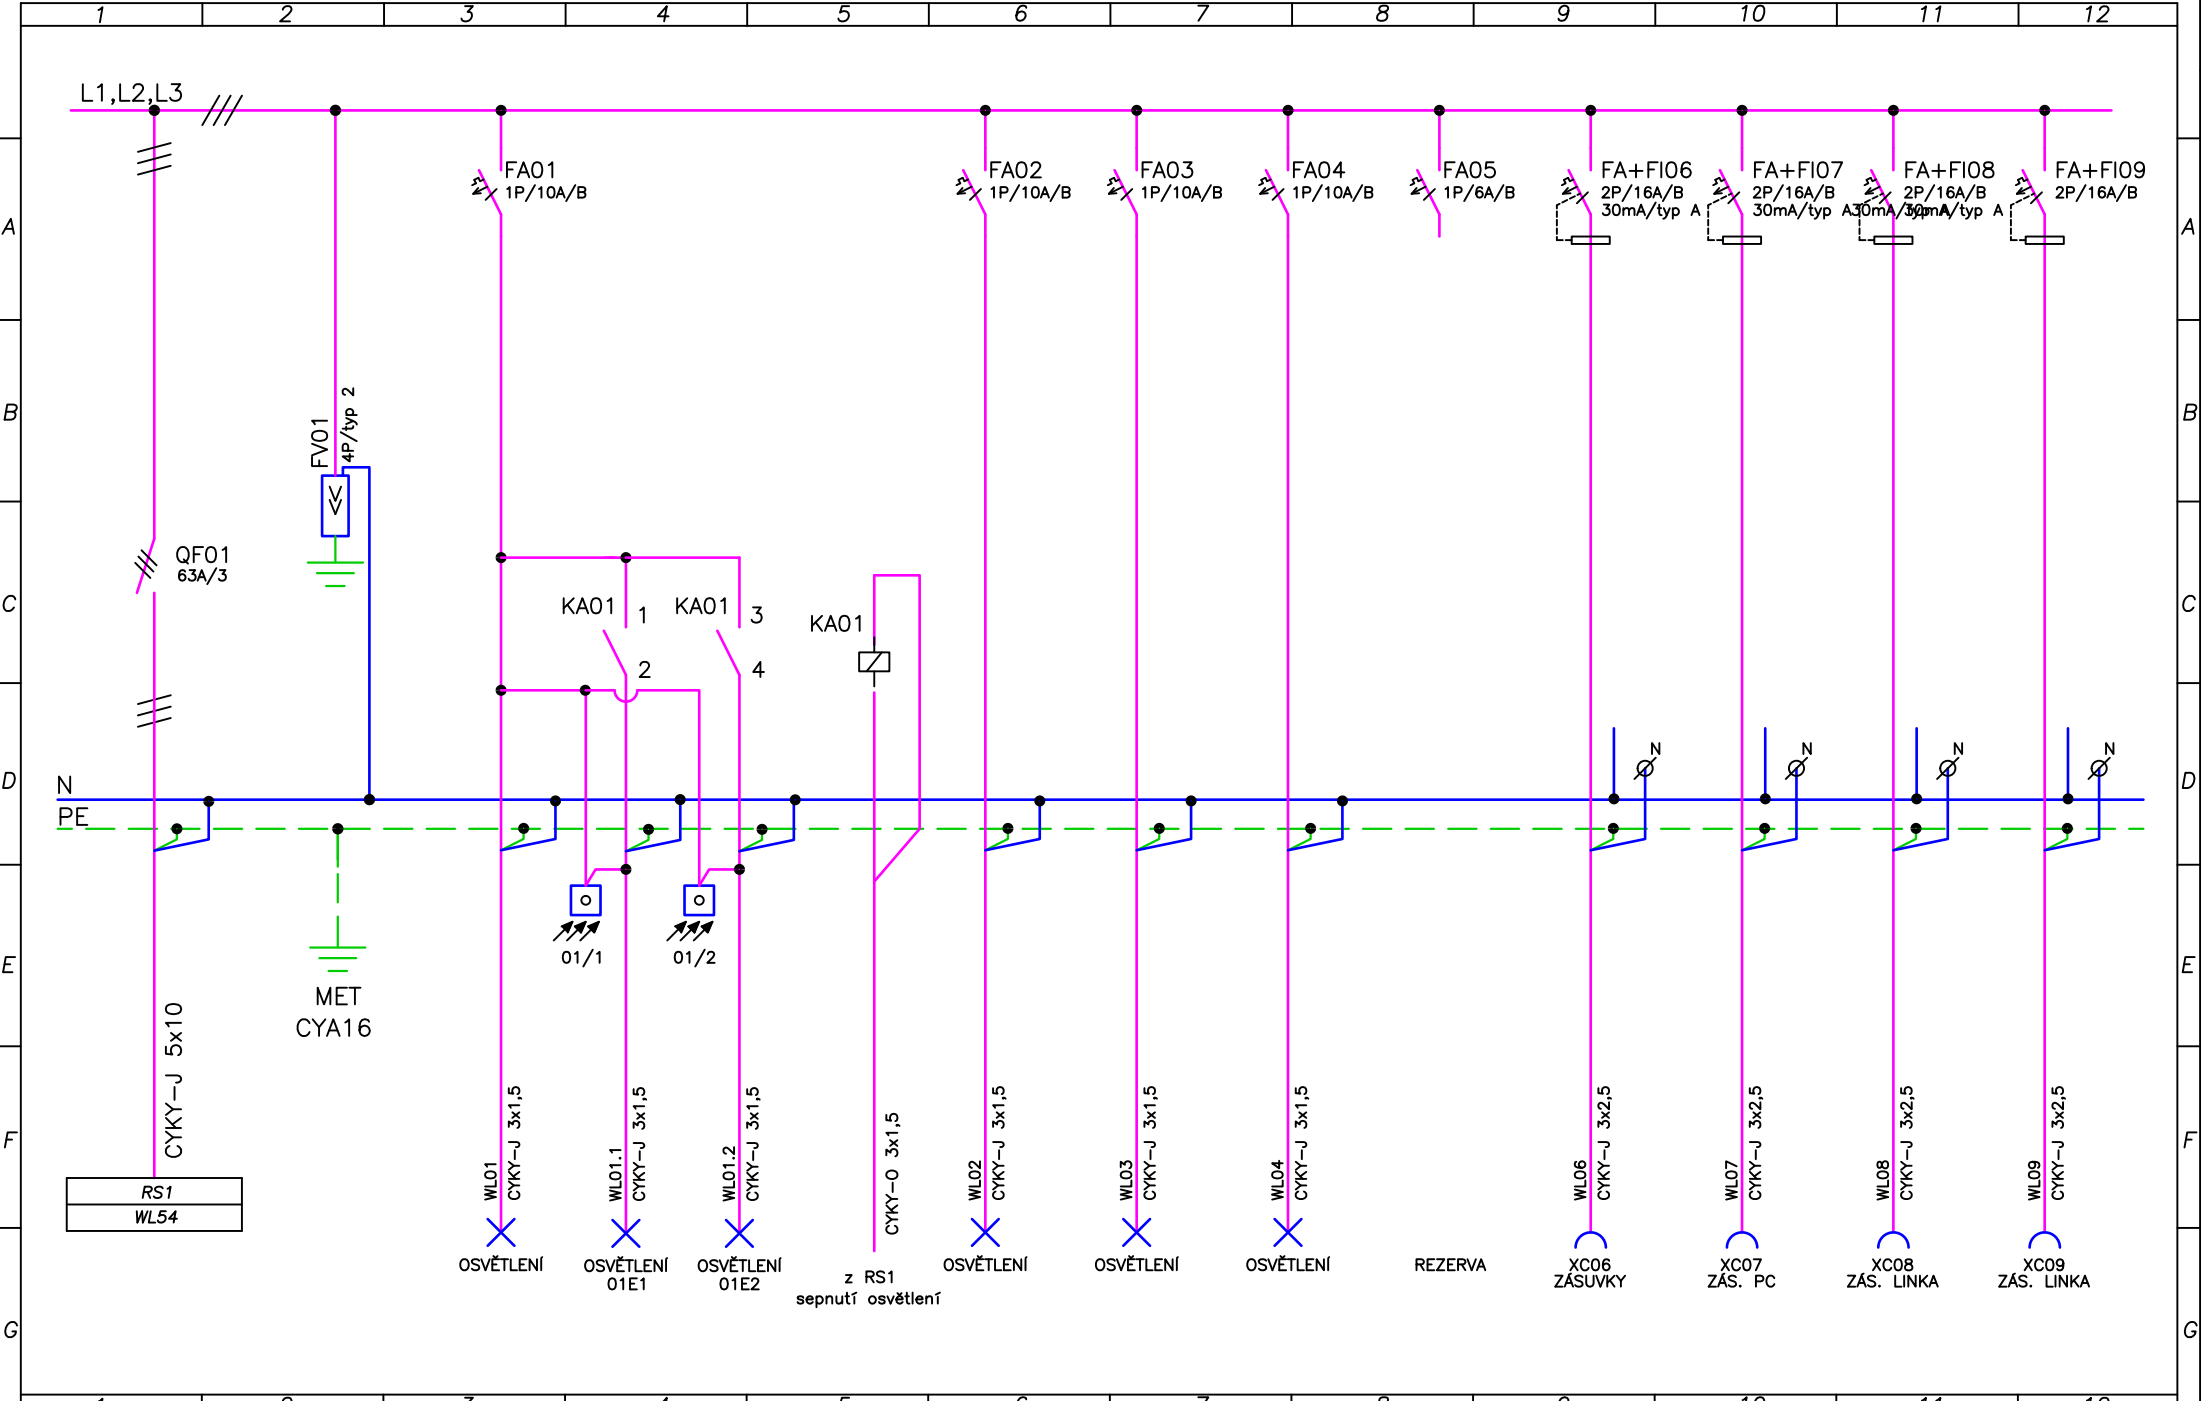 1 2 3 4 5 6 7 8 9 10 11 12
L1,L2,L3
FA01
1P/10A/B
FA02
1P/10A/B
FA03
1P/10A/B
FA04
1P/10A/B
FA05
1P/6A/B
FA+FI06
2P/16A/B
30mA/typ A
FA+FI07
2P/16A/B
30mA/typ A
FA+FI08
2P/16A/B
30mA/typ A
FA+FI09
2P/16A/B
30mA/typ A
A A
B B
FV01
4P/typ 2
QF01
63A/3
C C
KA01 1
2
KA01 3
4
KA01
D D
N
PE
N N N N
01/1
01/2
E E
MET
CYA16
CYKY-J 5x10
RS1
WL54
F F
WL01
CYKY-J 3x1,5
WL01.1
CYKY-J 3x1,5
WL01.2
CYKY-J 3x1,5
CYKY-O 3x1,5
WL02
CYKY-J 3x1,5
WL03
CYKY-J 3x1,5
WL04
CYKY-J 3x1,5
WL06
CYKY-J 3x2,5
WL07
CYKY-J 3x2,5
WL08
CYKY-J 3x2,5
WL09
CYKY-J 3x2,5
OSVĚTLENÍ
OSVĚTLENÍ
01E1
OSVĚTLENÍ
01E2
z RS1
sepnutí osvětlení
OSVĚTLENÍ
OSVĚTLENÍ
OSVĚTLENÍ
REZERVA
XC06
ZÁSUVKY
XC07
ZÁS. PC
XC08
ZÁS. LINKA
XC09
ZÁS. LINKA
G G